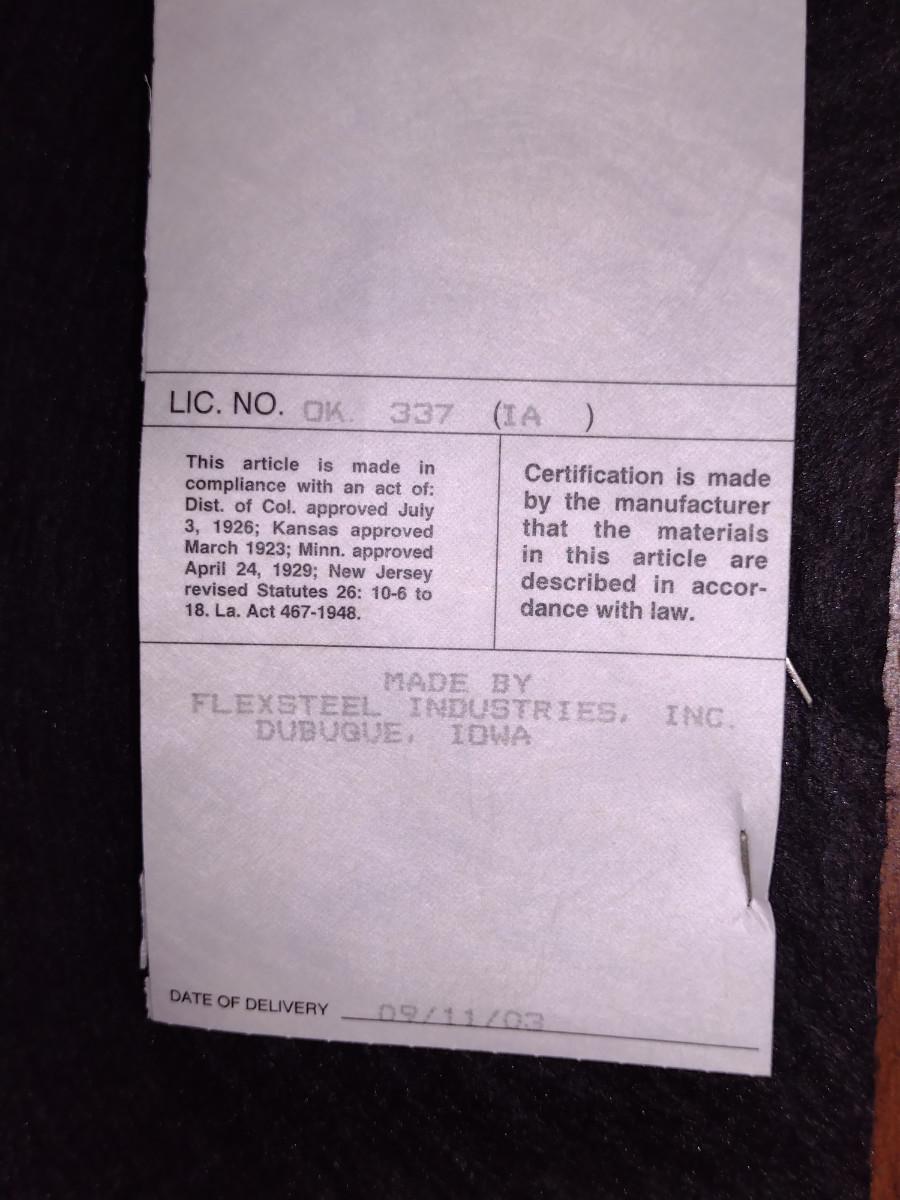 LIC. NO. OK. 337 (IA )
This article is made in
compliance with an act of:
Dist. of Col. approved July
3, 1926; Kansas approved
March 1923; Minn. approved
April 24, 1929; New Jersey
revised Statutes 26: 10-6 to
18. La. Act 467-1948.
Certification is made
by the manufacturer
that the materials
in this article are
described in accor-
dance with law.
MADE BY
FLEXSTEEL INDUSTRIES, INC.
DUBUQUE, IOWA
DATE OF DELIVERY 09/11/03